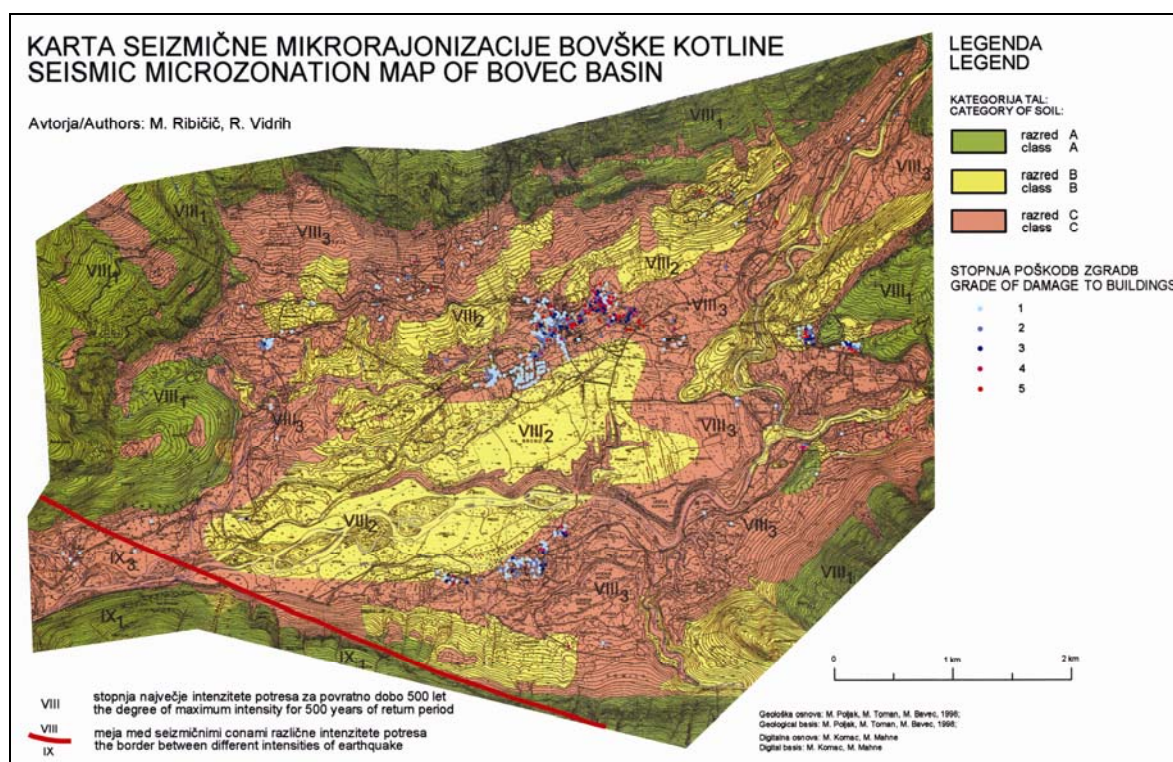 KARTA SEIZMIČNE MIKRORAJONIZACIJE BOVŠKE KOTLINE
SEISMIC MICROZONATION MAP OF BOVEC BASIN
Avtorja/Authors: M. Ribičič, R. Vidrih
LEGENDA
LEGEND
KATEGORIJA TAL:
CATEGORY OF SOIL:
razred A
class A
razred B
class B
razred C
class C
STOPNJA POŠKODB ZGRADB
GRADE OF DAMAGE TO BUILDINGS
1
2
3
4
5
VIII1
VIII3
VIII1
VIII3
VIII1
VIII2
VIII1
VIII2
VIII3
VIII1
VIII3
VIII2
VIII3
VIII2
VIII3
IX3
VIII3
VIII1
IX1
IX1
0 1 km 2 km
VIII
stopnja največje intenzitete potresa za povratno dobo 500 let
the degree of maximum intensity for 500 years of return period
VIII
IX
meja med seizmičnimi conami različne intenzitete potresa
the border between different intensities of earthquake
Geološka osnova: M. Poljak, M. Toman, M. Bavec, 1998;
Geological basis: M. Poljak, M. Toman, M. Bavec, 1998;
Digitalna osnova: M. Komac, M. Mahne
Digital basis: M. Komac, M. Mahne